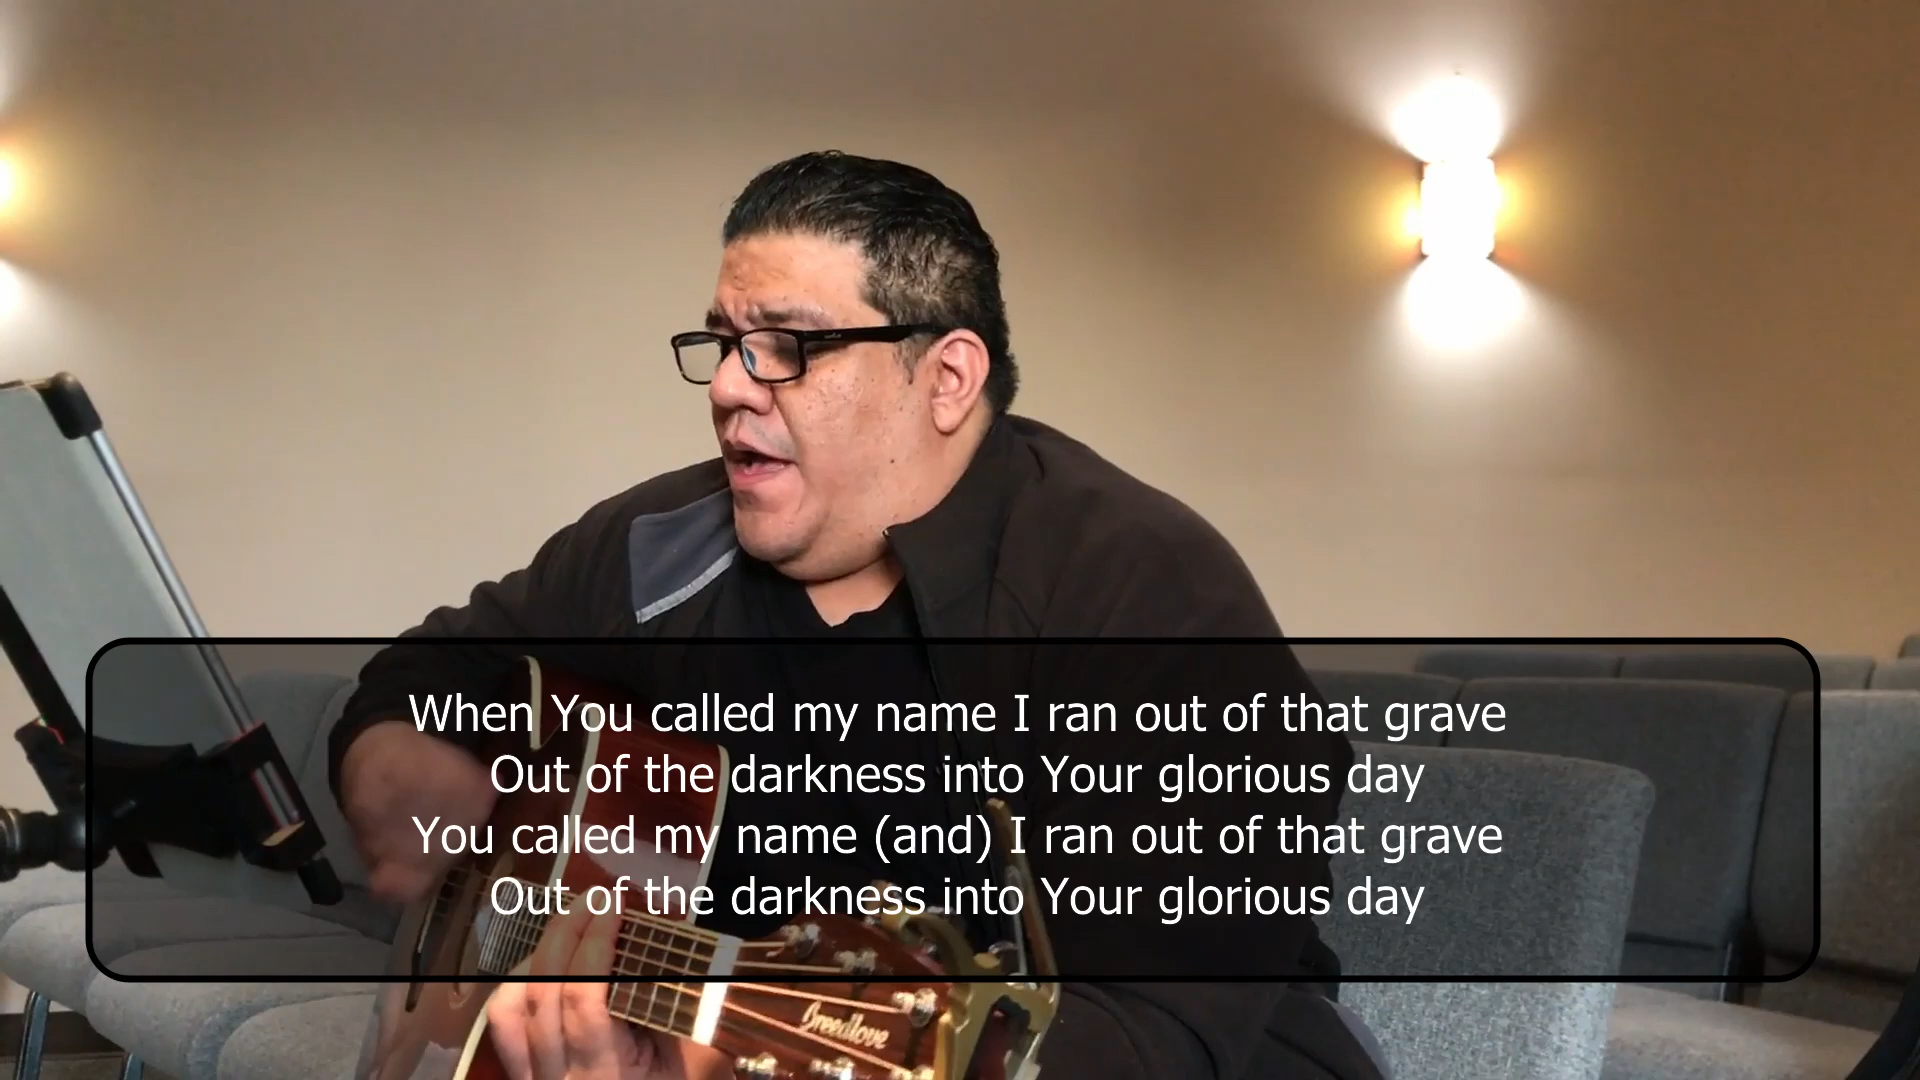 When You called my name I ran out of that grave
Out of the darkness into Your glorious day
You called my name (and) I ran out of that grave
Out of the darkness into Your glorious day
Breedlove